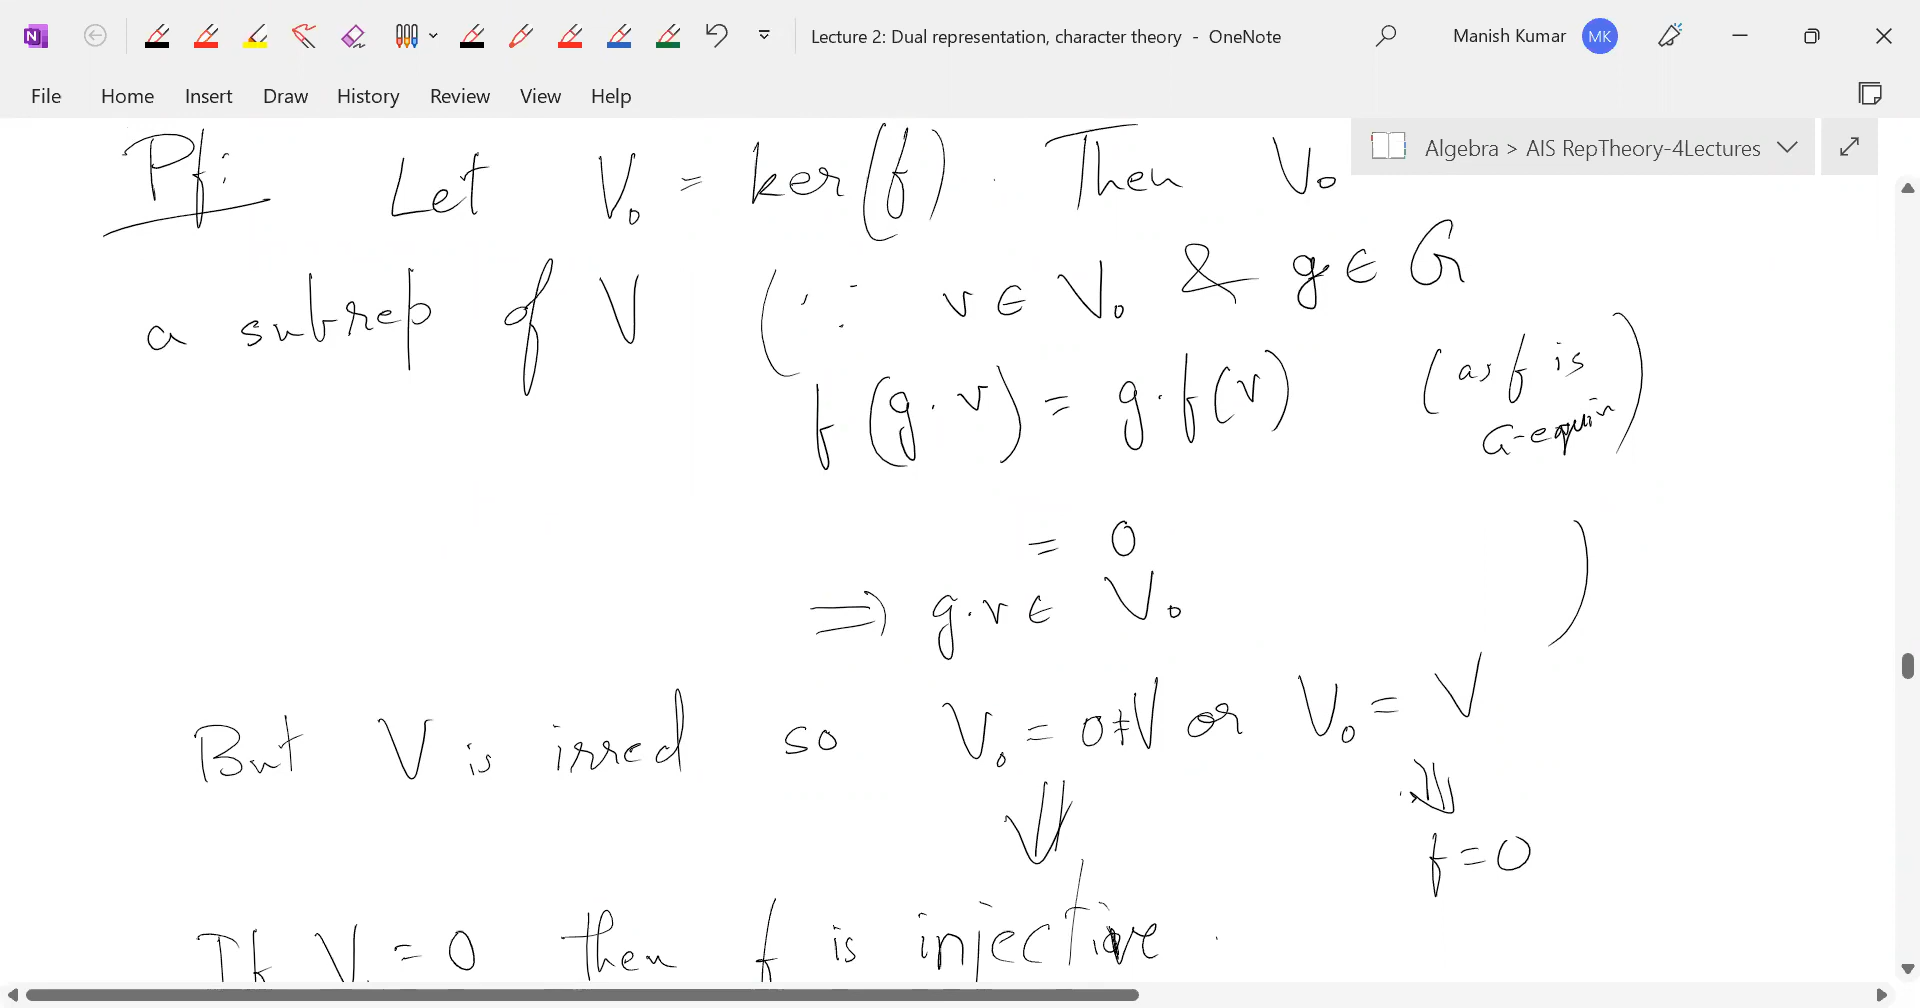 Lecture 2: Dual representation, character theory - OneNote
Manish Kumar MK
File Home Insert Draw History Review View Help
Algebra > AIS RepTheory-4Lectures
Pf: Let V₀ = ker(f). Then V₀
a subrep of V (∵ v ∈ V₀ & g ∈ G
f(g·v) = g·f(v) (as f is
G-equiv)
= 0
⟹ g.v ∈ V₀ )
But V is irred so V₀ = 0≠V or V₀ = V
⇓ ⇓
f = 0
If V₀ = 0 then f is injective.